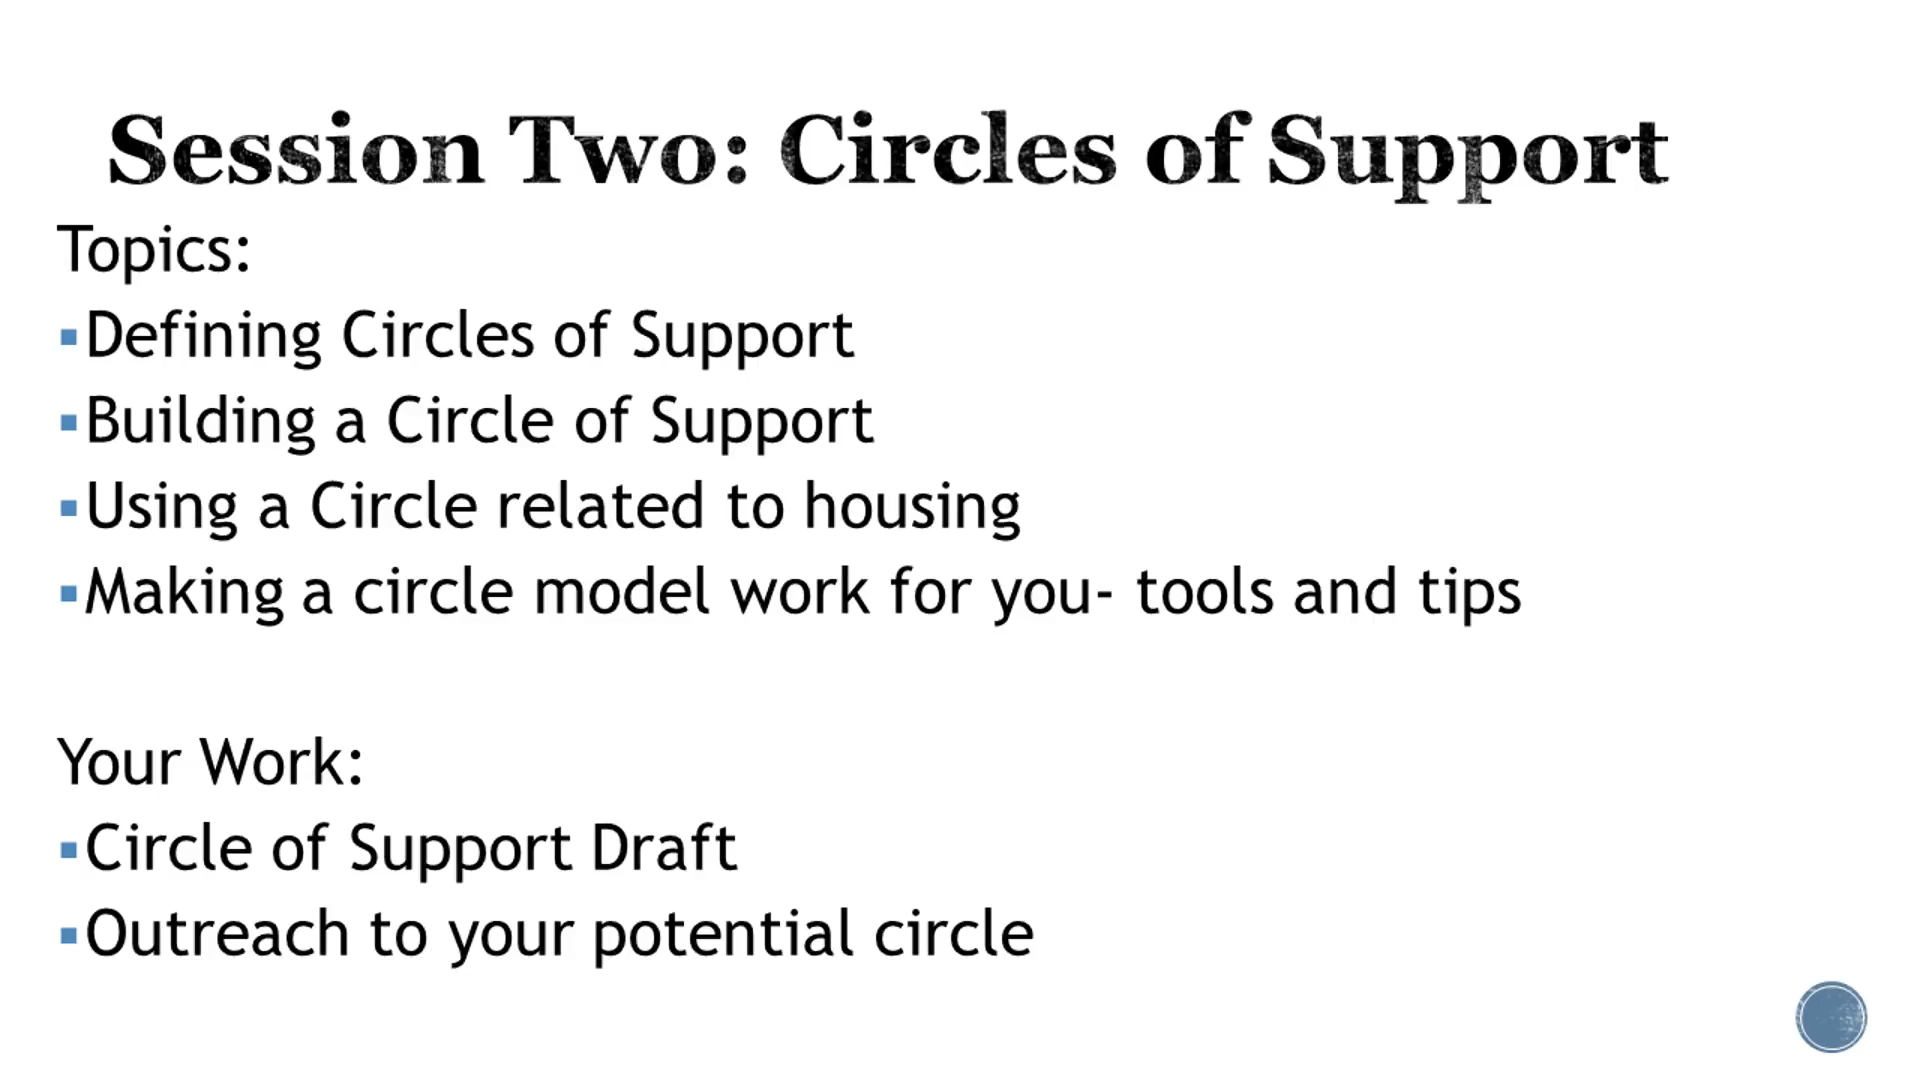 Session Two: Circles of Support
Topics:
▪Defining Circles of Support
▪Building a Circle of Support
▪Using a Circle related to housing
▪Making a circle model work for you- tools and tips
Your Work:
▪Circle of Support Draft
▪Outreach to your potential circle